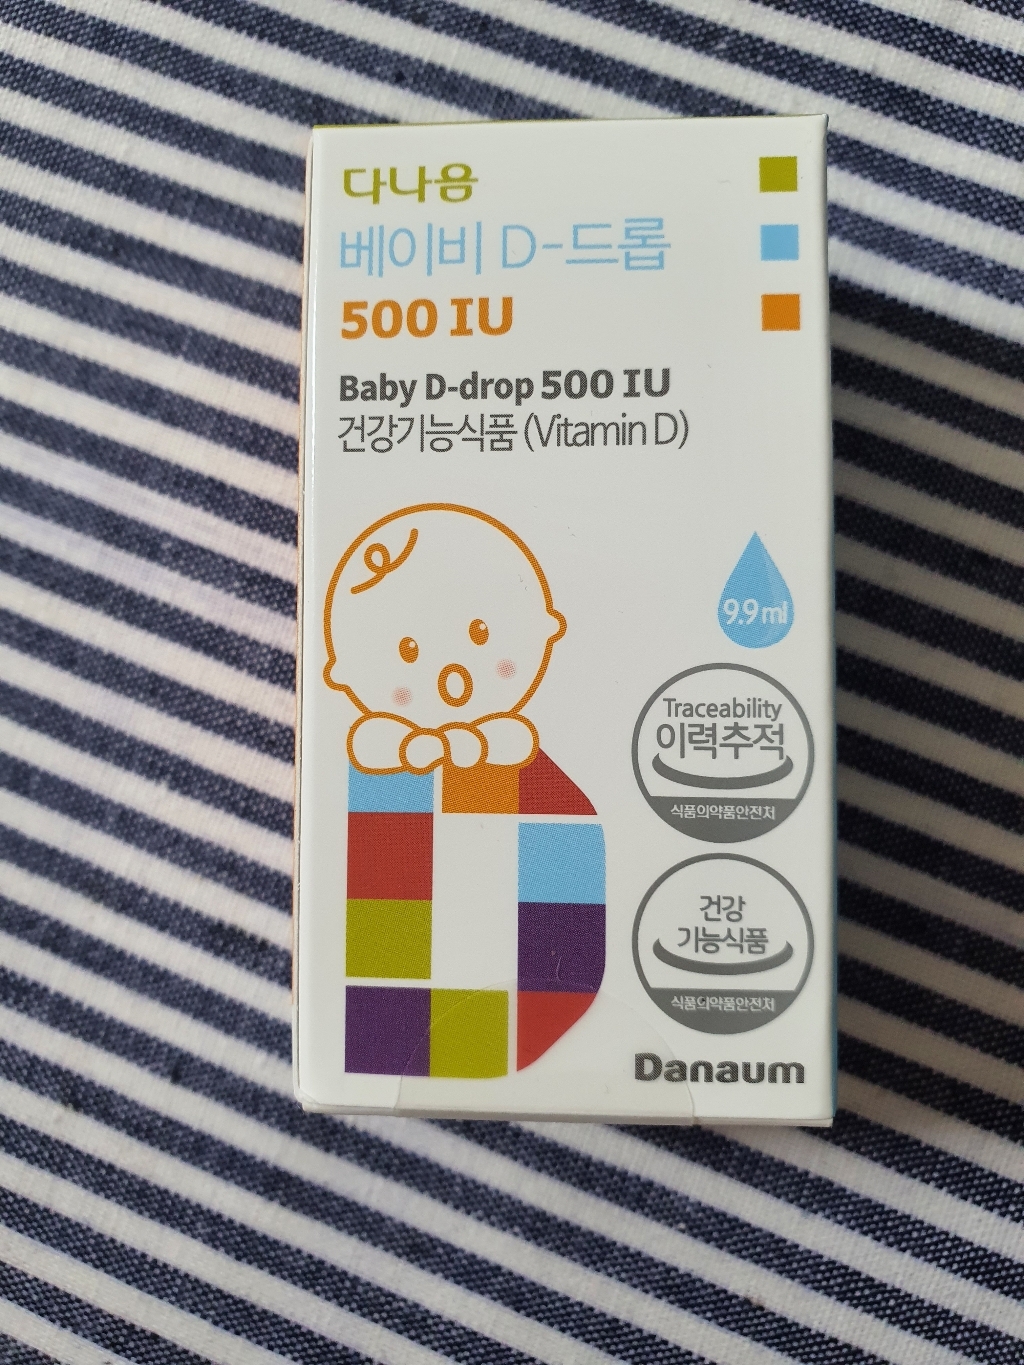 다나음
베이비 D-드롭
500 IU
Baby D-drop 500 IU
건강기능식품 (Vitamin D)
9.9 ml
Traceability
이력추적
식품의약품안전처
건강
기능식품
식품의약품안전처
Danaum